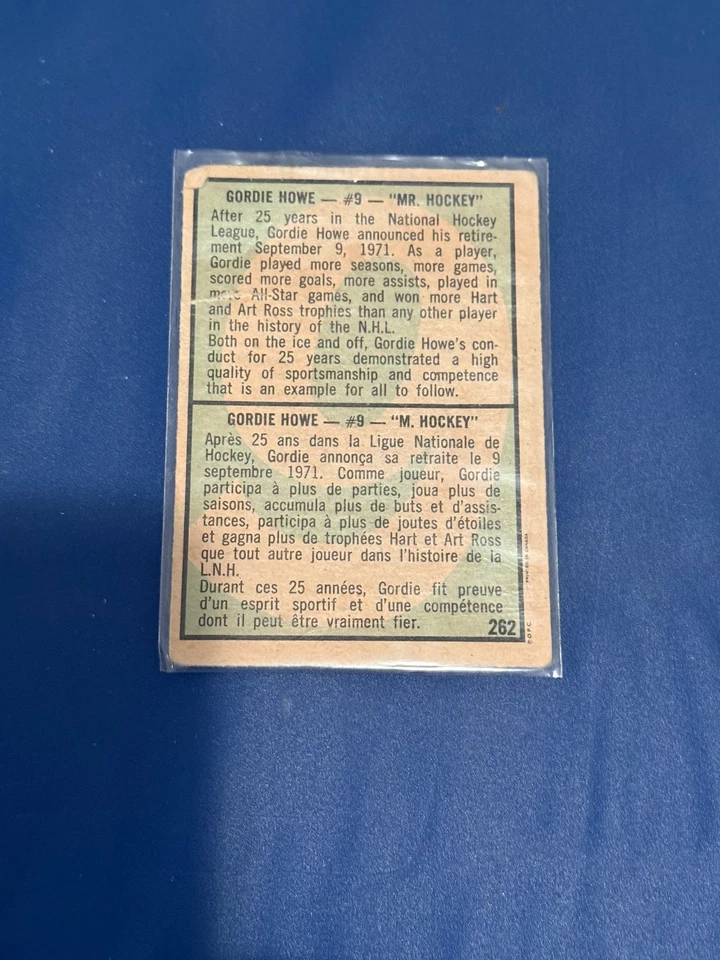 GORDIE HOWE — #9 — "MR. HOCKEY"
After 25 years in the National Hockey
League, Gordie Howe announced his retire-
ment September 9, 1971. As a player,
Gordie played more seasons, more games,
scored more goals, more assists, played in
more All-Star games, and won more Hart
and Art Ross trophies than any other player
in the history of the N.H.L.
Both on the ice and off, Gordie Howe's con-
duct for 25 years demonstrated a high
quality of sportsmanship and competence
that is an example for all to follow.
GORDIE HOWE — #9 — "M. HOCKEY"
Après 25 ans dans la Ligue Nationale de
Hockey, Gordie annonça sa retraite le 9
septembre 1971. Comme joueur, Gordie
participa à plus de parties, joua plus de
saisons, accumula plus de buts et d'assis-
tances, participa à plus de joutes d'étoiles
et gagna plus de trophées Hart et Art Ross
que tout autre joueur dans l'histoire de la
L.N.H.
Durant ces 25 années, Gordie fit preuve
d'un esprit sportif et d'une compétence
dont il peut être vraiment fier.
262
O.P.C. PRINTED IN CANADA